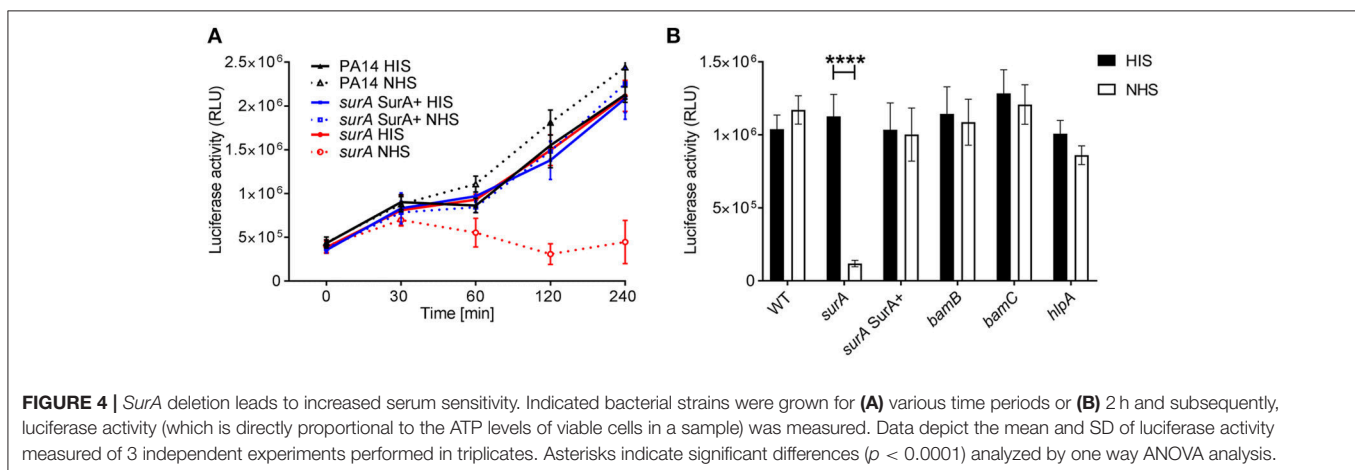 A
Luciferase activity (RLU)
2.5×10⁶
2×10⁶
1.5×10⁶
1×10⁶
5×10⁵
0
PA14 HIS
PA14 NHS
surA SurA+ HIS
surA SurA+ NHS
surA HIS
surA NHS
0 30 60 120 240
Time [min]
B
Luciferase activity (RLU)
1.5×10⁶
1×10⁶
5×10⁵
0
****
HIS
NHS
WT surA surA SurA+ bamB bamC hlpA
FIGURE 4 | SurA deletion leads to increased serum sensitivity. Indicated bacterial strains were grown for (A) various time periods or (B) 2 h and subsequently,
luciferase activity (which is directly proportional to the ATP levels of viable cells in a sample) was measured. Data depict the mean and SD of luciferase activity
measured of 3 independent experiments performed in triplicates. Asterisks indicate significant differences (p < 0.0001) analyzed by one way ANOVA analysis.